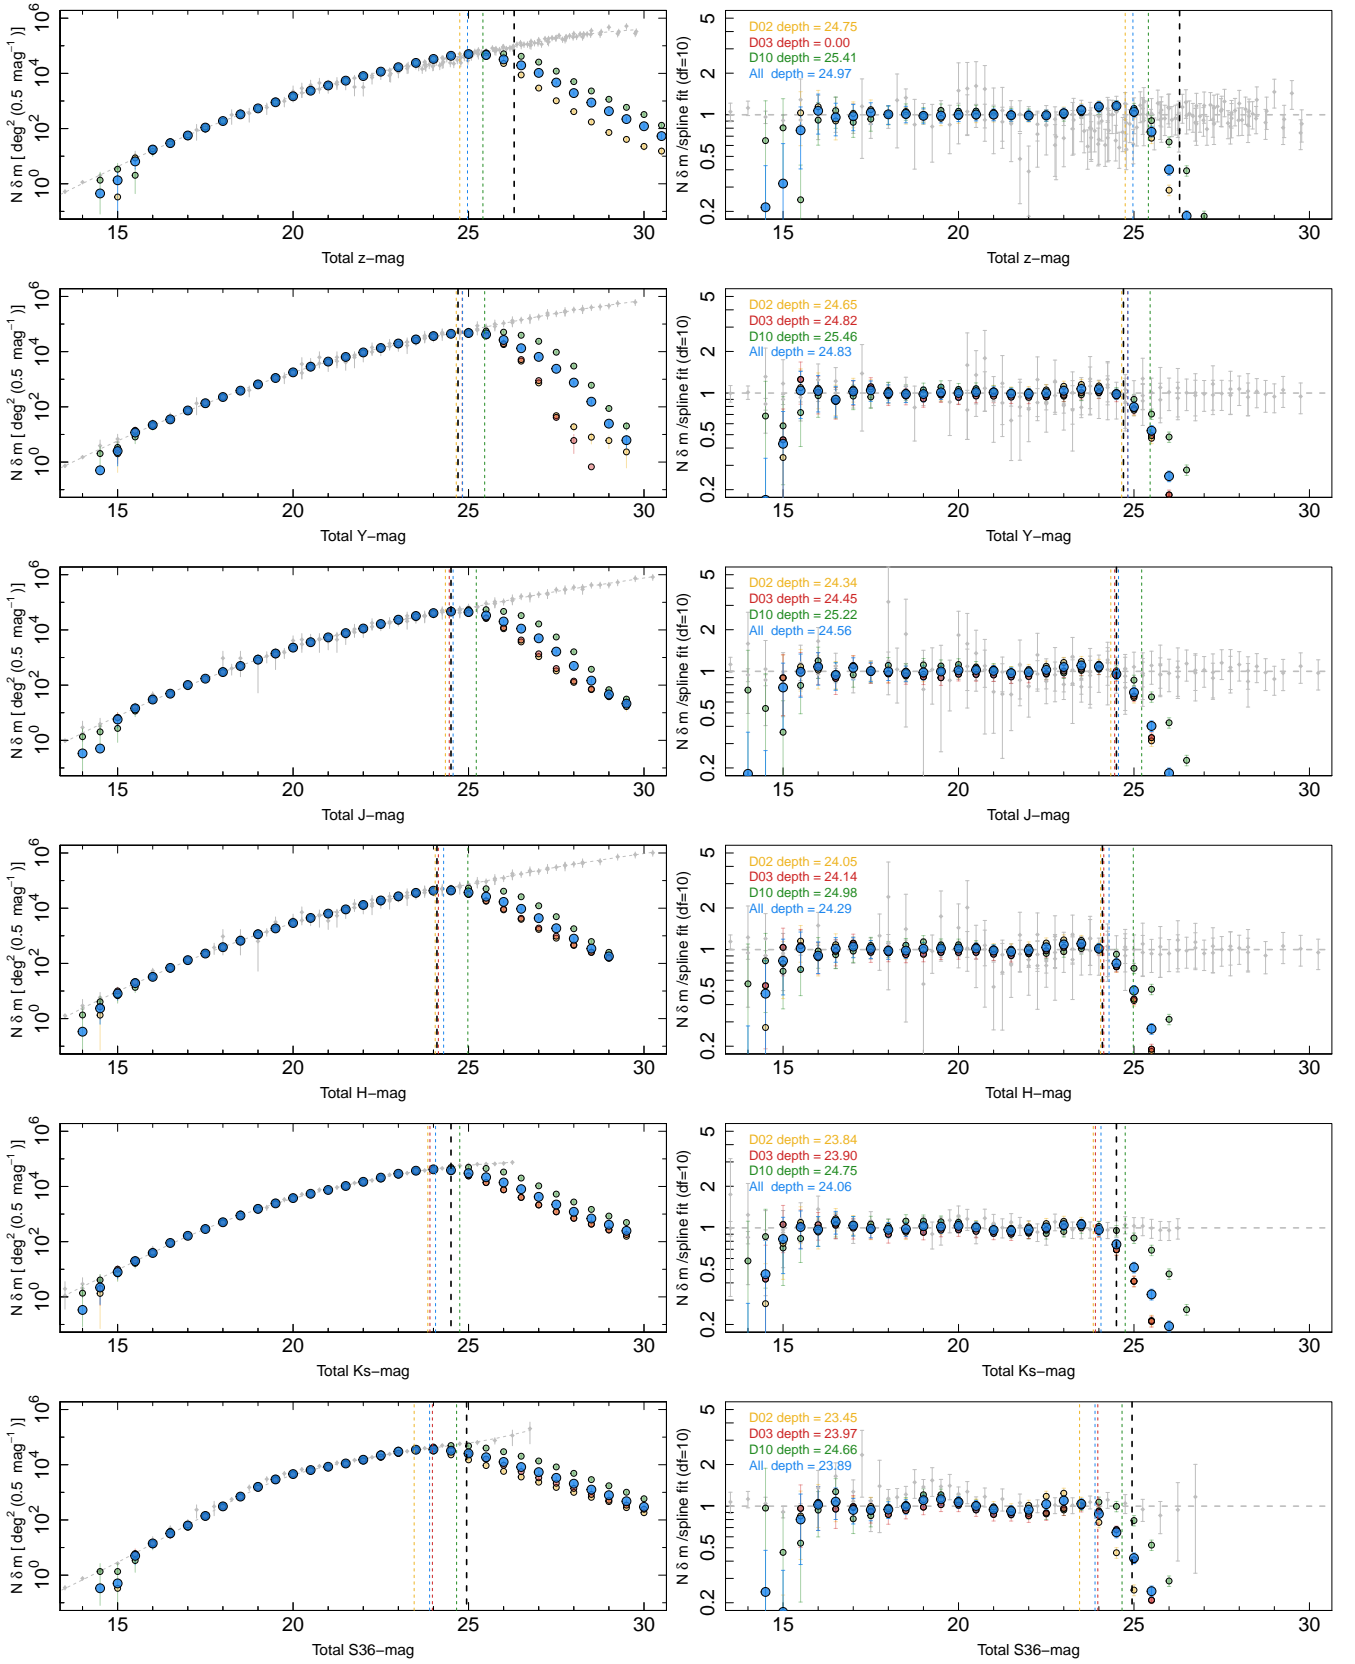 N δ m [ deg² (0.5 mag⁻¹ )]
10⁰ 10² 10⁴ 10⁶
15 20 25 30
Total z−mag
N δ m /spline fit (df=10)
0.2 0.5 1 2 5
D02 depth = 24.75
D03 depth = 0.00
D10 depth = 25.41
All depth = 24.97
15 20 25 30
Total z−mag
N δ m [ deg² (0.5 mag⁻¹ )]
10⁰ 10² 10⁴ 10⁶
15 20 25 30
Total Y−mag
N δ m /spline fit (df=10)
0.2 0.5 1 2 5
D02 depth = 24.65
D03 depth = 24.82
D10 depth = 25.46
All depth = 24.83
15 20 25 30
Total Y−mag
N δ m [ deg² (0.5 mag⁻¹ )]
10⁰ 10² 10⁴ 10⁶
15 20 25 30
Total J−mag
N δ m /spline fit (df=10)
0.2 0.5 1 2 5
D02 depth = 24.34
D03 depth = 24.45
D10 depth = 25.22
All depth = 24.56
15 20 25 30
Total J−mag
N δ m [ deg² (0.5 mag⁻¹ )]
10⁰ 10² 10⁴ 10⁶
15 20 25 30
Total H−mag
N δ m /spline fit (df=10)
0.2 0.5 1 2 5
D02 depth = 24.05
D03 depth = 24.14
D10 depth = 24.98
All depth = 24.29
15 20 25 30
Total H−mag
N δ m [ deg² (0.5 mag⁻¹ )]
10⁰ 10² 10⁴ 10⁶
15 20 25 30
Total Ks−mag
N δ m /spline fit (df=10)
0.2 0.5 1 2 5
D02 depth = 23.84
D03 depth = 23.90
D10 depth = 24.75
All depth = 24.06
15 20 25 30
Total Ks−mag
N δ m [ deg² (0.5 mag⁻¹ )]
10⁰ 10² 10⁴ 10⁶
15 20 25 30
Total S36−mag
N δ m /spline fit (df=10)
0.2 0.5 1 2 5
D02 depth = 23.45
D03 depth = 23.97
D10 depth = 24.66
All depth = 23.89
15 20 25 30
Total S36−mag